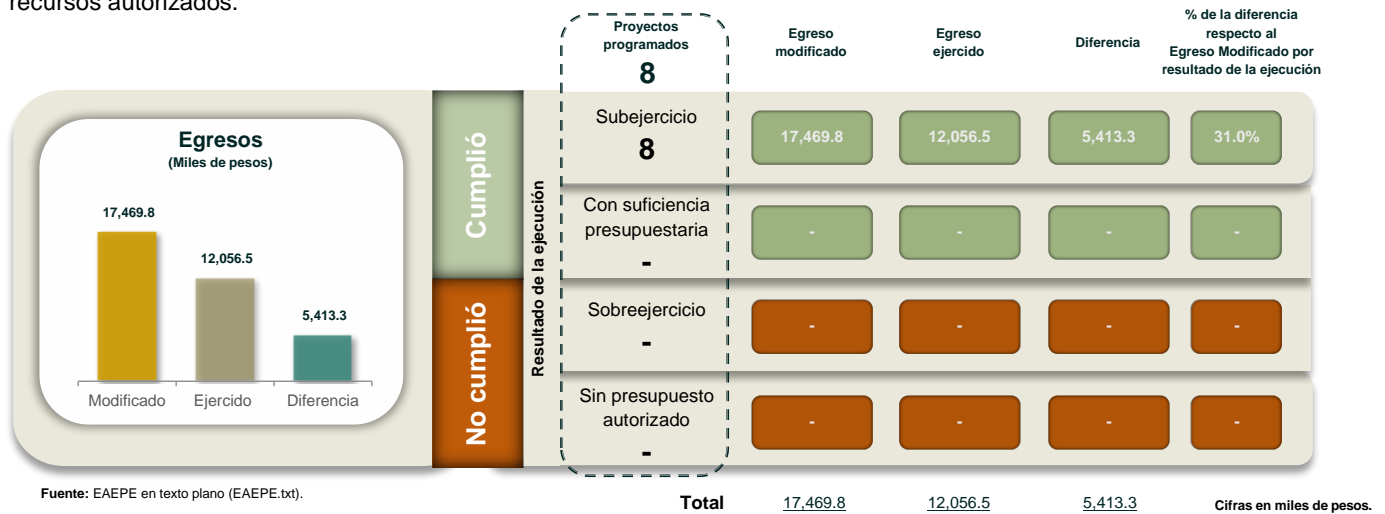 recursos autorizados.
Proyectos
programados
8
Egreso
modificado
Egreso
ejercido
Diferencia
% de la diferencia
respecto al
Egreso Modificado por
resultado de la ejecución
Egresos
(Miles de pesos)
17,469.8
12,056.5
5,413.3
Modificado
Ejercido
Diferencia
Cumplió
No cumplió
Resultado de la ejecución
Subejercicio
8
17,469.8
12,056.5
5,413.3
31.0%
Con suficiencia
presupuestaria
-
-
-
-
-
Sobreejercicio
-
-
-
-
-
Sin presupuesto
autorizado
-
-
-
-
-
Fuente: EAEPE en texto plano (EAEPE.txt).
Total 17,469.8 12,056.5 5,413.3 Cifras en miles de pesos.